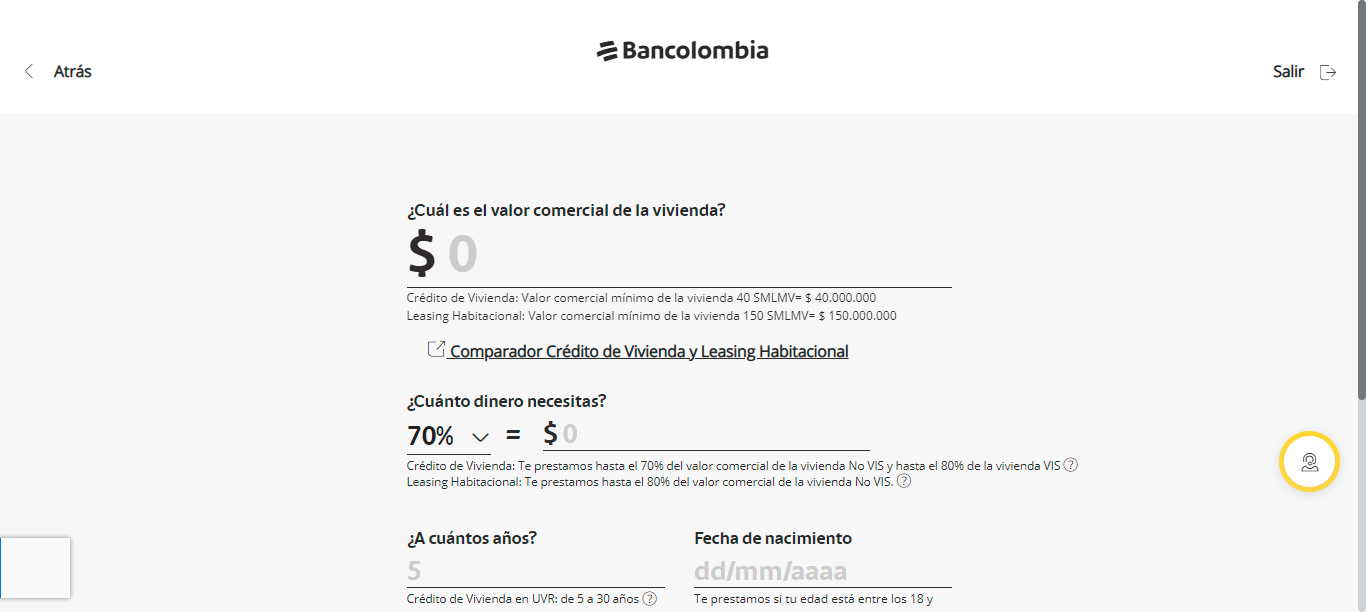 Bancolombia
Atrás
Salir
¿Cuál es el valor comercial de la vivienda?
$ 0
Crédito de Vivienda: Valor comercial mínimo de la vivienda 40 SMLMV= $ 40.000.000
Leasing Habitacional: Valor comercial mínimo de la vivienda 150 SMLMV= $ 150.000.000
Comparador Crédito de Vivienda y Leasing Habitacional
¿Cuánto dinero necesitas?
70% = $ 0
Crédito de Vivienda: Te prestamos hasta el 70% del valor comercial de la vivienda No VIS y hasta el 80% de la vivienda VIS ?
Leasing Habitacional: Te prestamos hasta el 80% del valor comercial de la vivienda No VIS. ?
¿A cuántos años? Fecha de nacimiento
5 dd/mm/aaaa
Crédito de Vivienda en UVR: de 5 a 30 años ? Te prestamos si tu edad está entre los 18 y